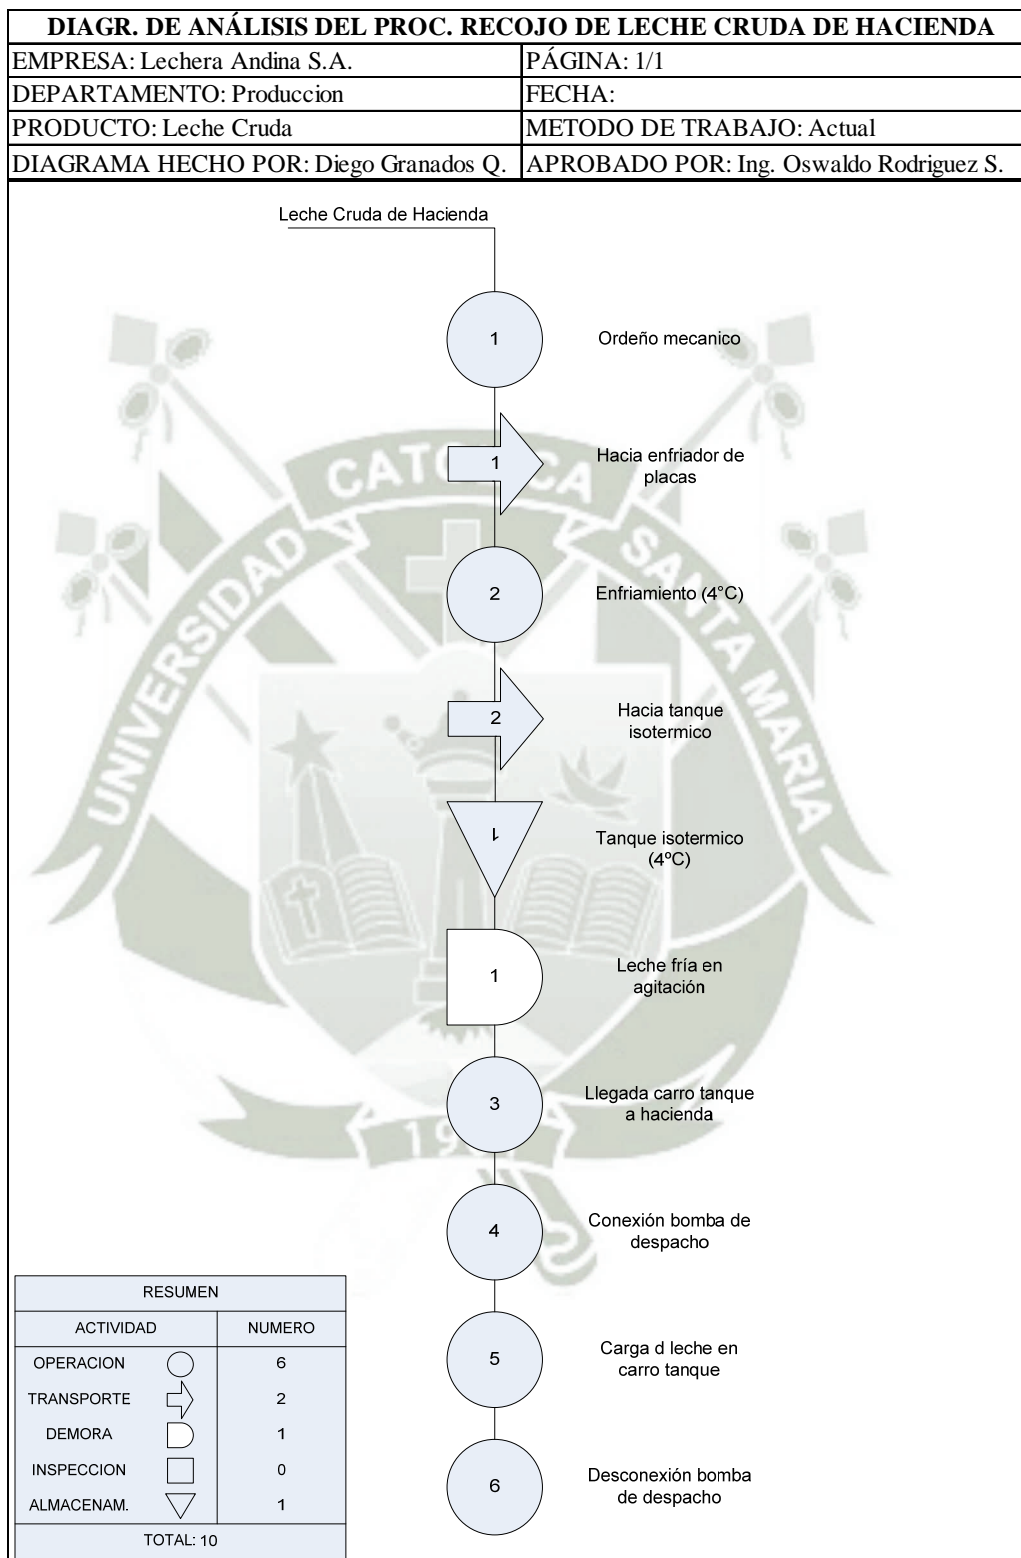 DIAGR. DE ANÁLISIS DEL PROC. RECOJO DE LECHE CRUDA DE HACIENDA
EMPRESA: Lechera Andina S.A.
PÁGINA: 1/1
DEPARTAMENTO: Produccion
FECHA:
PRODUCTO: Leche Cruda
METODO DE TRABAJO: Actual
DIAGRAMA HECHO POR: Diego Granados Q.
APROBADO POR: Ing. Oswaldo Rodriguez S.
Leche Cruda de Hacienda
1
Ordeño mecanico
1
Hacia enfriador de
placas
2
Enfriamiento (4°C)
2
Hacia tanque
isotermico
1
Tanque isotermico
(4ºC)
1
Leche fría en
agitación
3
Llegada carro tanque
a hacienda
4
Conexión bomba de
despacho
5
Carga d leche en
carro tanque
6
Desconexión bomba
de despacho
RESUMEN
ACTIVIDAD NUMERO
OPERACION 6
TRANSPORTE 2
DEMORA 1
INSPECCION 0
ALMACENAM. 1
TOTAL: 10
UNIVERSIDAD
SANTA MARIA